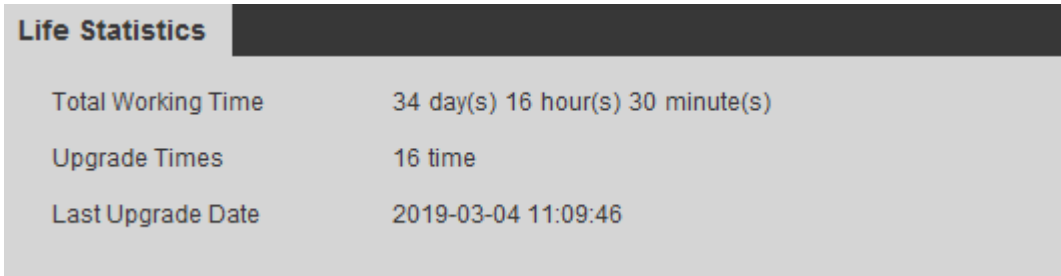 Life Statistics
Total Working Time 34 day(s) 16 hour(s) 30 minute(s)
Upgrade Times 16 time
Last Upgrade Date 2019-03-04 11:09:46